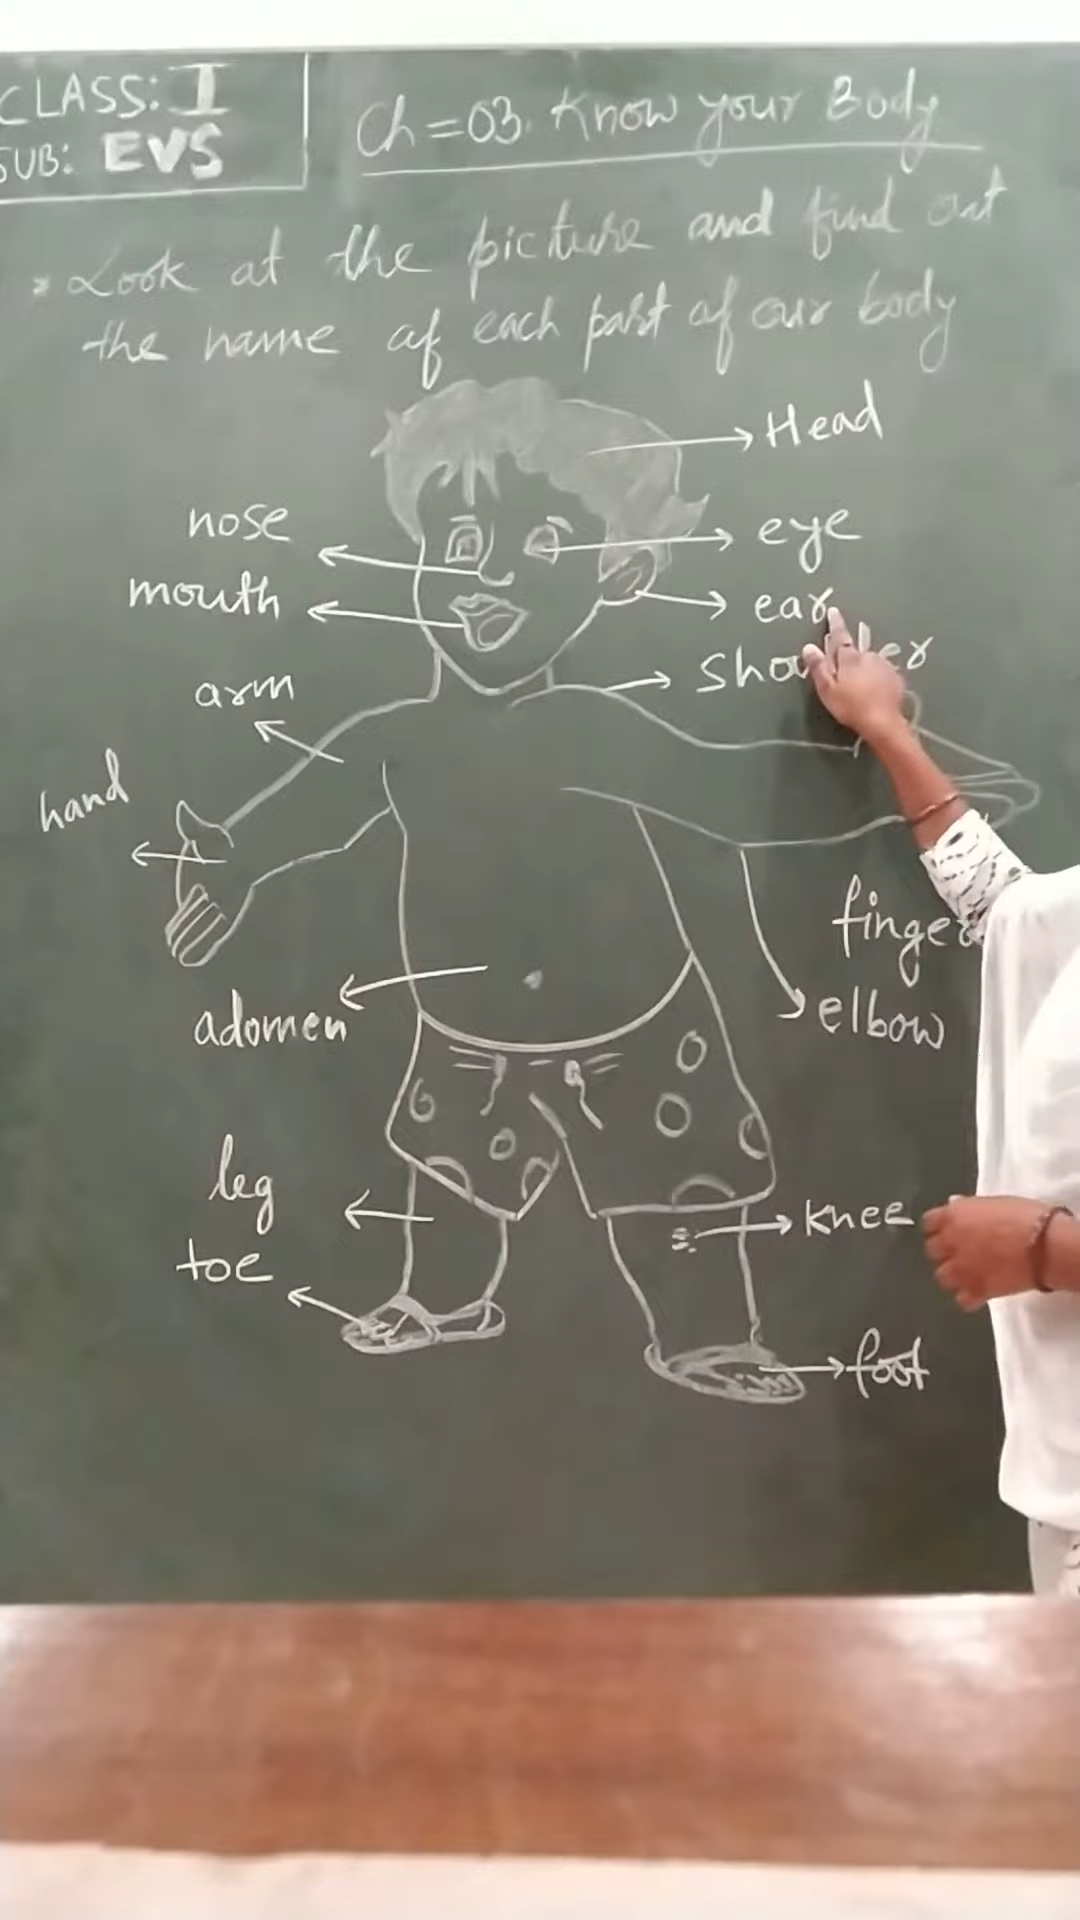 CLASS: I
SUB: EVS
Ch = 03. Know your Body
* Look at the picture and find out
the name of each part of our body
Head
nose
eye
mouth
ear
arm
hand
finger
adomen
elbow
leg
Knee
toe
foot